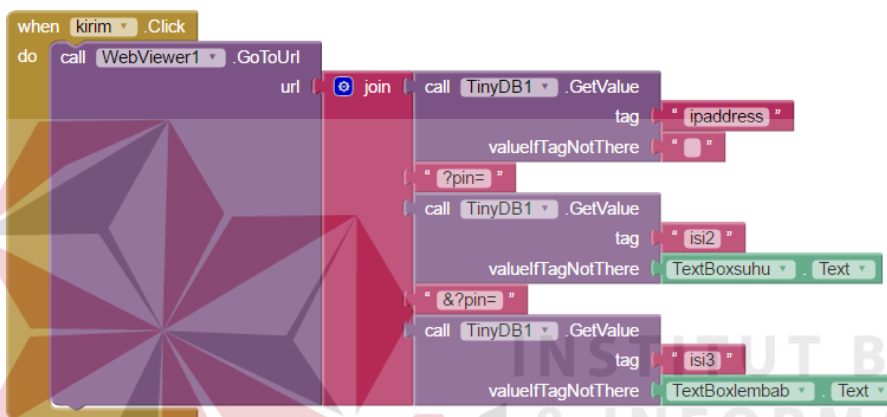 when kirim .Click
do call WebViewer1 .GoToUrl
url join call TinyDB1 .GetValue
tag " ipaddress "
valueIfTagNotThere " "
" ?pin= "
call TinyDB1 .GetValue
tag " isi2 "
valueIfTagNotThere TextBoxsuhu . Text
" &?pin= "
call TinyDB1 .GetValue
tag " isi3 "
valueIfTagNotThere TextBoxlembab . Text
INSTITUT B